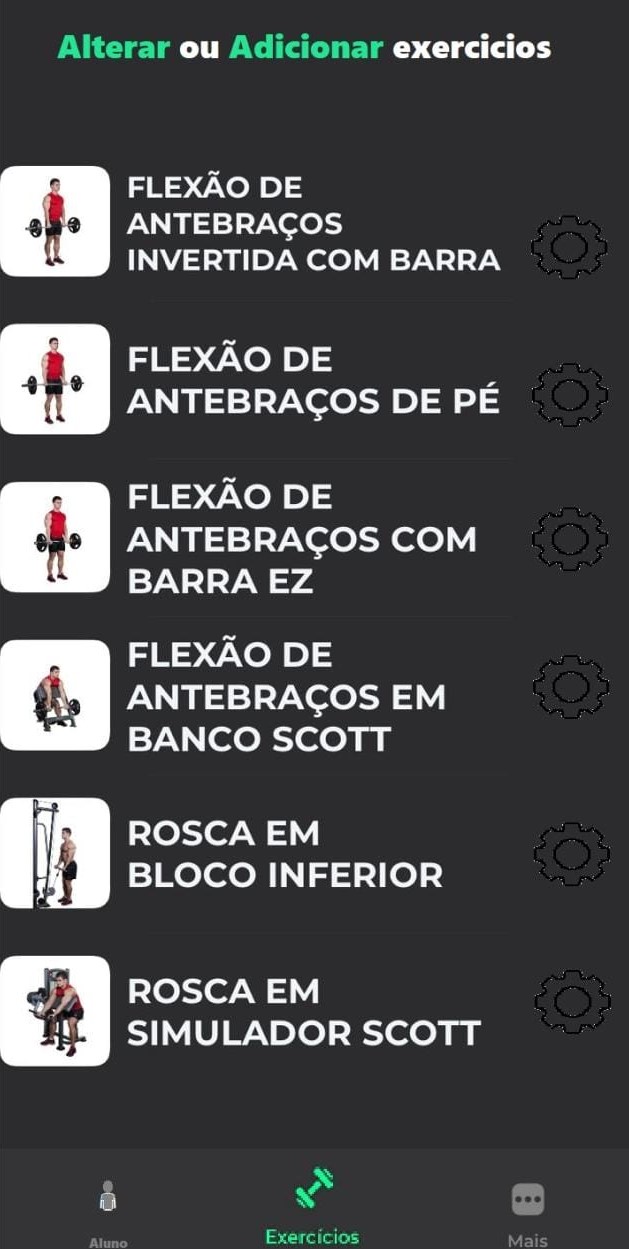 Alterar ou Adicionar exercicios
FLEXÃO DE
ANTEBRAÇOS
INVERTIDA COM BARRA
FLEXÃO DE
ANTEBRAÇOS DE PÉ
FLEXÃO DE
ANTEBRAÇOS COM
BARRA EZ
FLEXÃO DE
ANTEBRAÇOS EM
BANCO SCOTT
ROSCA EM
BLOCO INFERIOR
ROSCA EM
SIMULADOR SCOTT
Aluno
Exercícios
Mais